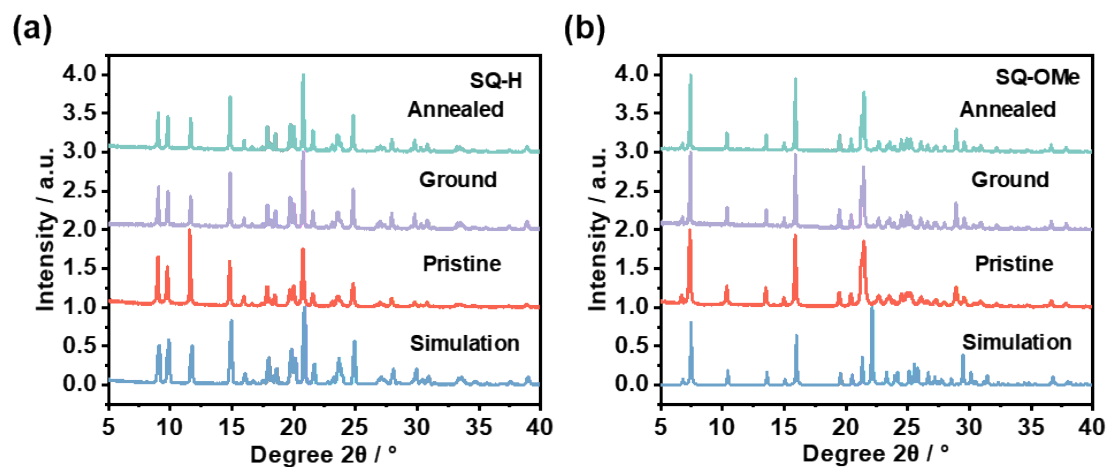 (a)
SQ-H
Annealed
Ground
Pristine
Simulation
4.0
3.5
3.0
2.5
2.0
1.5
1.0
0.5
0.0
Intensity / a.u.
5 10 15 20 25 30 35 40
Degree 2θ / °
(b)
SQ-OMe
Annealed
Ground
Pristine
Simulation
4.0
3.5
3.0
2.5
2.0
1.5
1.0
0.5
0.0
Intensity / a.u.
5 10 15 20 25 30 35 40
Degree 2θ / °